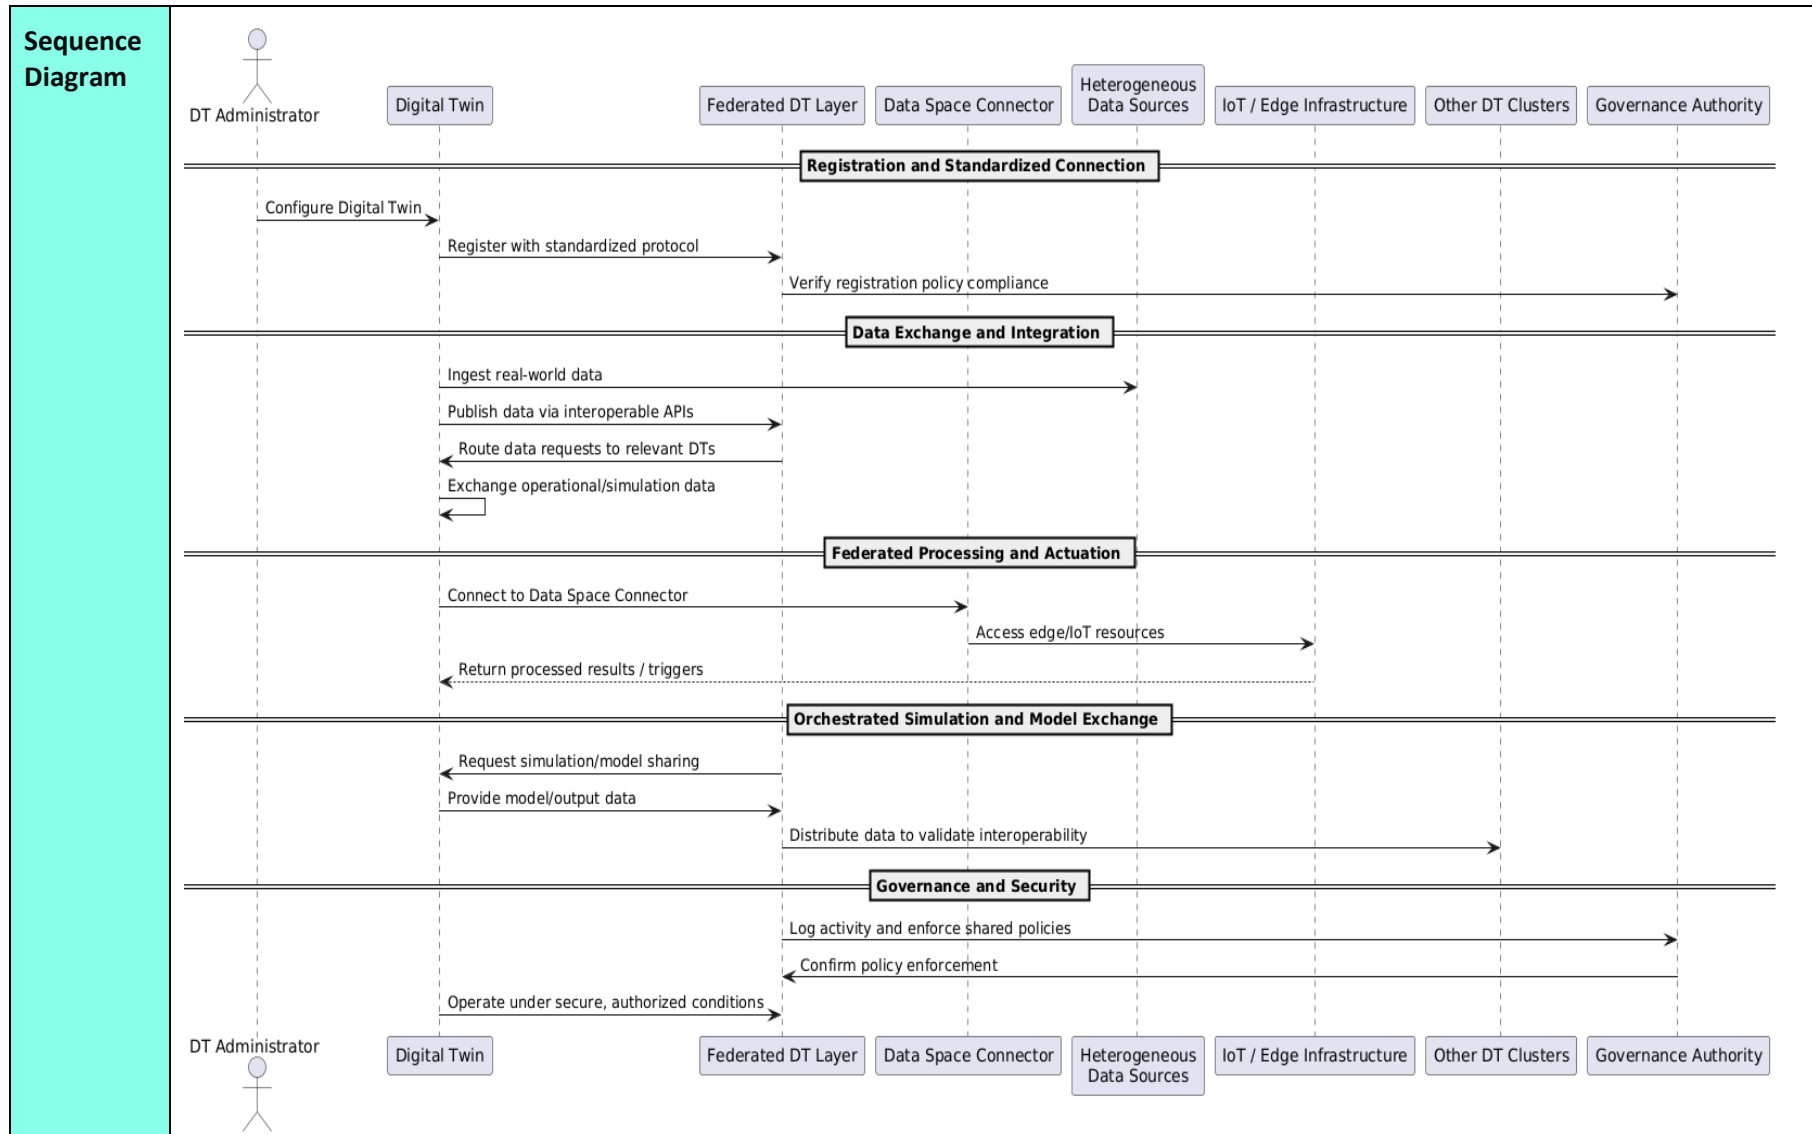 Sequence
Diagram
DT Administrator
Digital Twin
Federated DT Layer
Data Space Connector
Heterogeneous
Data Sources
IoT / Edge Infrastructure
Other DT Clusters
Governance Authority
Registration and Standardized Connection
Configure Digital Twin
Register with standardized protocol
Verify registration policy compliance
Data Exchange and Integration
Ingest real-world data
Publish data via interoperable APIs
Route data requests to relevant DTs
Exchange operational/simulation data
Federated Processing and Actuation
Connect to Data Space Connector
Access edge/IoT resources
Return processed results / triggers
Orchestrated Simulation and Model Exchange
Request simulation/model sharing
Provide model/output data
Distribute data to validate interoperability
Governance and Security
Log activity and enforce shared policies
Confirm policy enforcement
Operate under secure, authorized conditions
DT Administrator
Digital Twin
Federated DT Layer
Data Space Connector
Heterogeneous
Data Sources
IoT / Edge Infrastructure
Other DT Clusters
Governance Authority